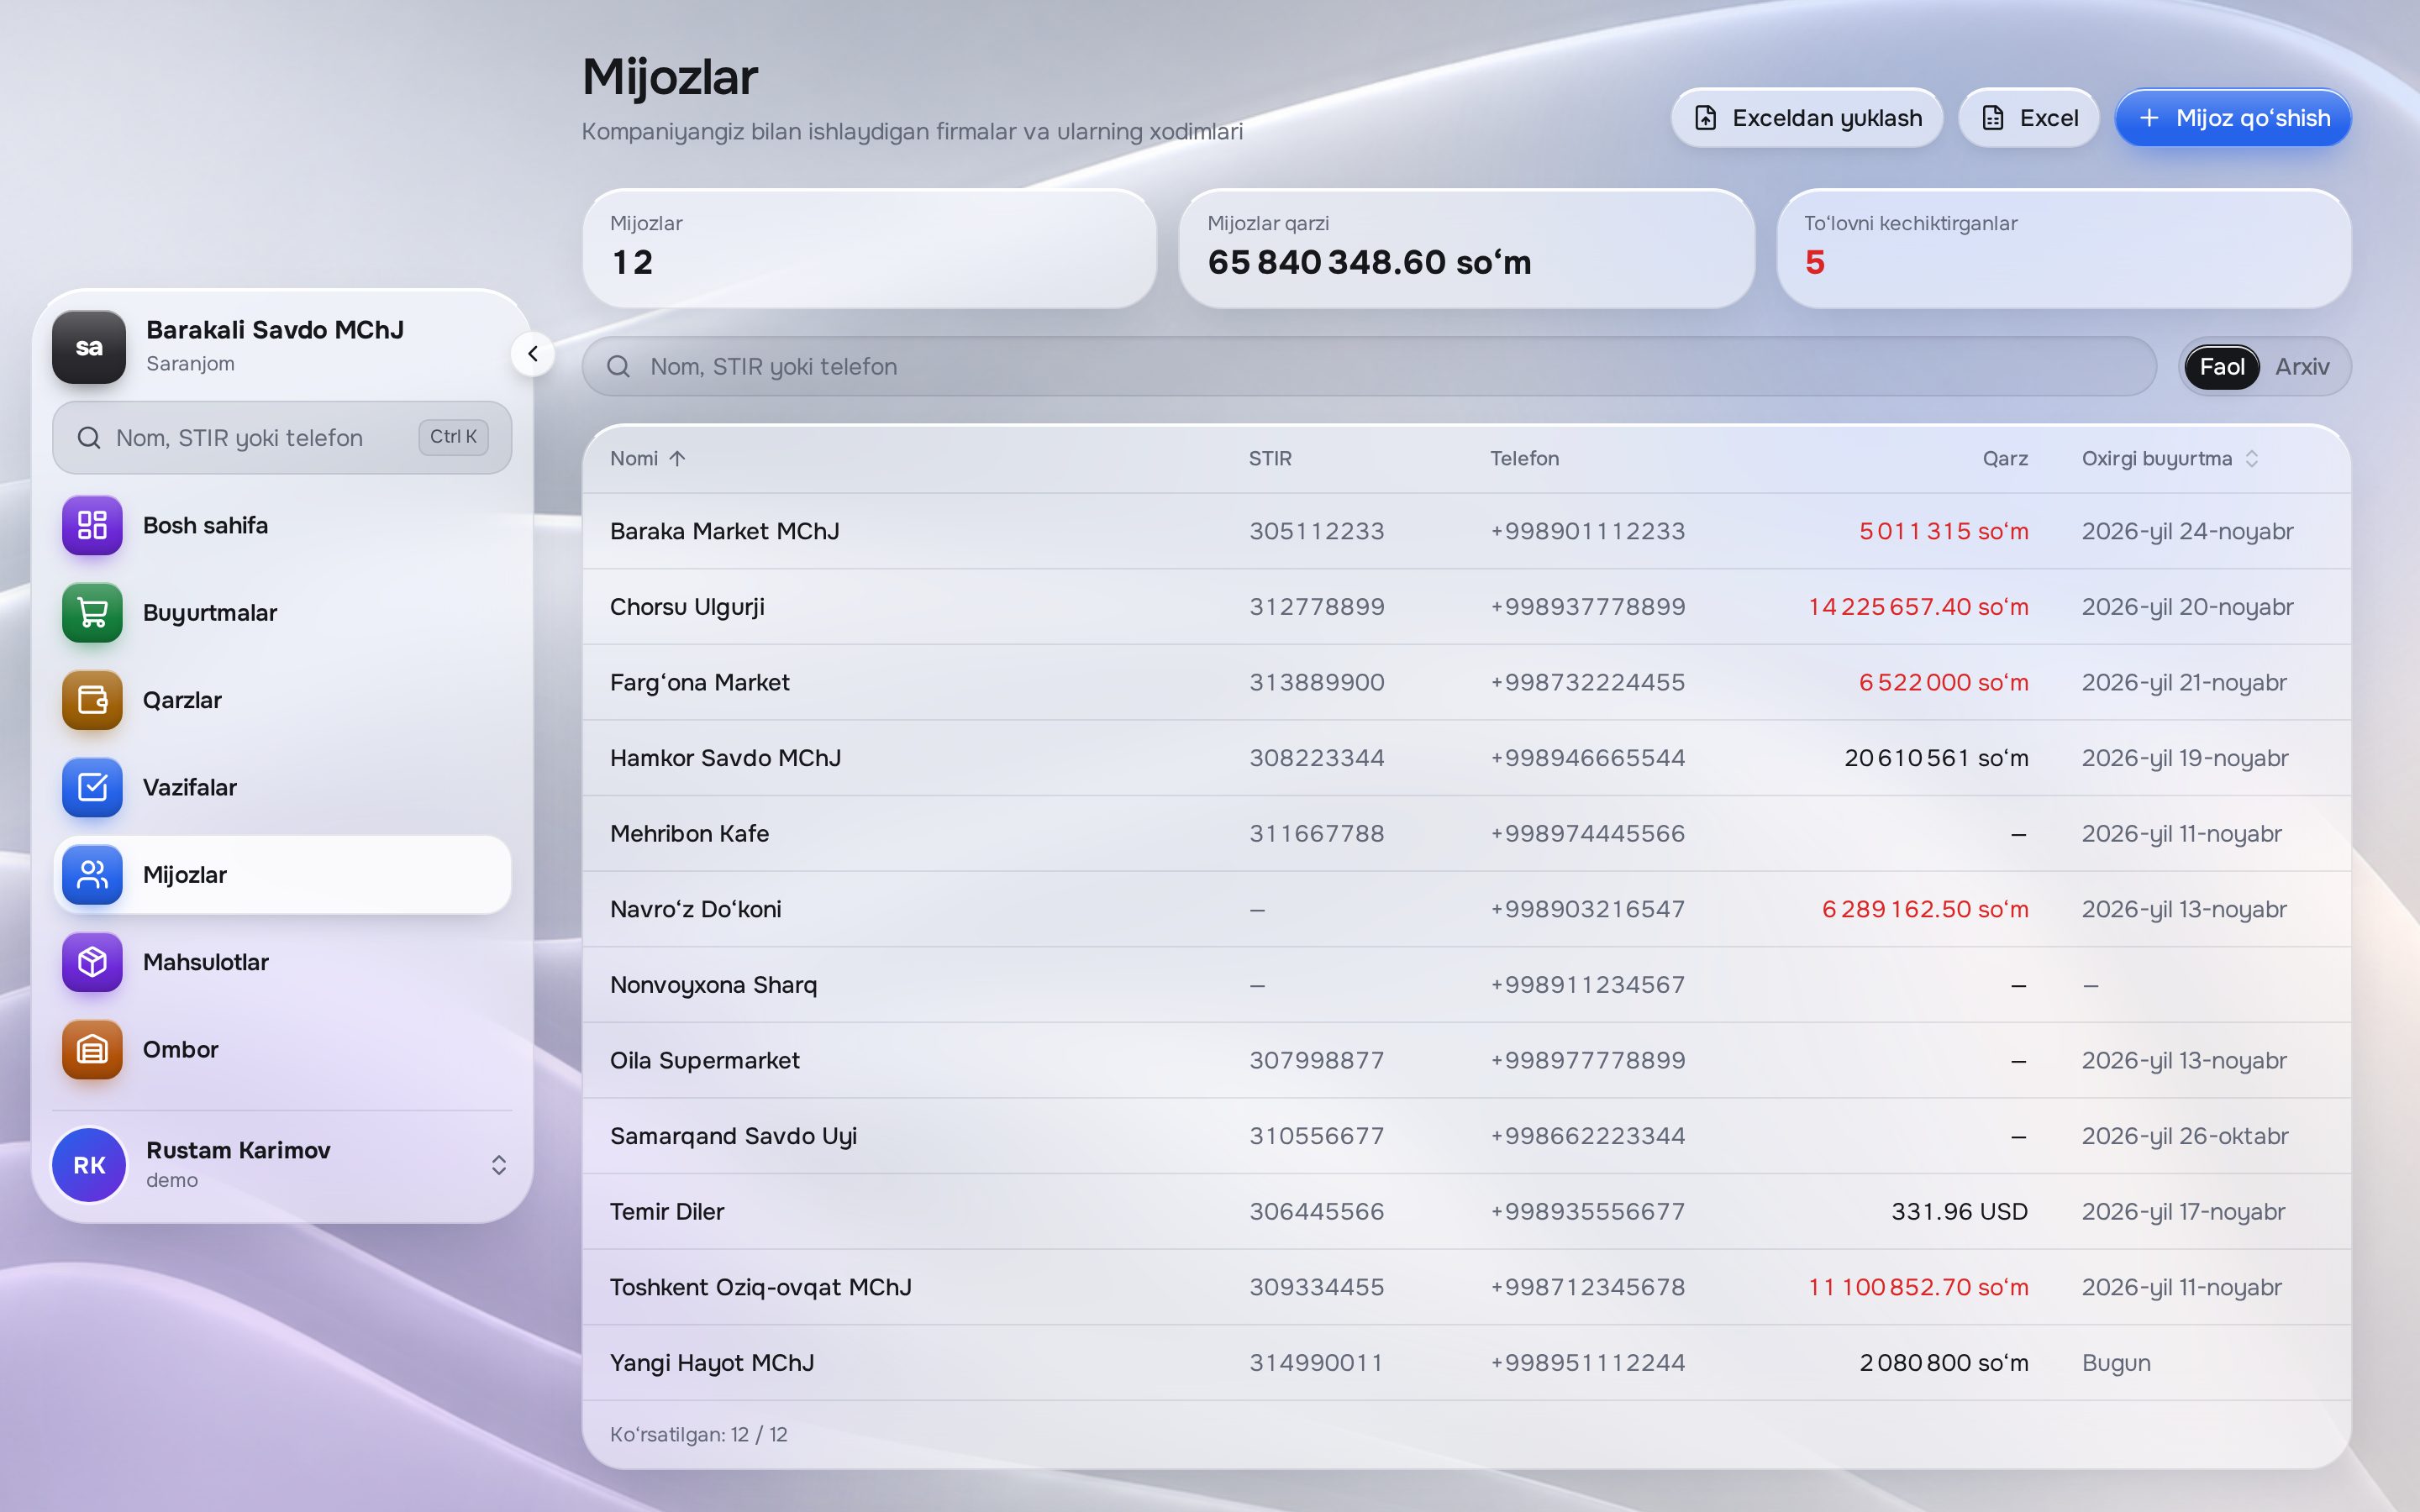 Mijozlar
Kompaniyangiz bilan ishlaydigan firmalar va ularning xodimlari
Exceldan yuklash
Excel
Mijoz qo‘shish
Mijozlar
12
Mijozlar qarzi
65 840 348.60 so‘m
To‘lovni kechiktirganlar
5
sa
Barakali Savdo MChJ
Saranjom
Nom, STIR yoki telefon Ctrl K
Bosh sahifa
Buyurtmalar
Qarzlar
Vazifalar
Mijozlar
Mahsulotlar
Ombor
RK
Rustam Karimov
demo
Nom, STIR yoki telefon
Faol Arxiv
Nomi STIR Telefon Qarz Oxirgi buyurtma
Baraka Market MChJ 305112233 +998901112233 5 011 315 so‘m 2026-yil 24-noyabr
Chorsu Ulgurji 312778899 +998937778899 14 225 657.40 so‘m 2026-yil 20-noyabr
Farg‘ona Market 313889900 +998732224455 6 522 000 so‘m 2026-yil 21-noyabr
Hamkor Savdo MChJ 308223344 +998946665544 20 610 561 so‘m 2026-yil 19-noyabr
Mehribon Kafe 311667788 +998974445566 – 2026-yil 11-noyabr
Navro‘z Do‘koni – +998903216547 6 289 162.50 so‘m 2026-yil 13-noyabr
Nonvoyxona Sharq – +998911234567 – –
Oila Supermarket 307998877 +998977778899 – 2026-yil 13-noyabr
Samarqand Savdo Uyi 310556677 +998662223344 – 2026-yil 26-oktabr
Temir Diler 306445566 +998935556677 331.96 USD 2026-yil 17-noyabr
Toshkent Oziq-ovqat MChJ 309334455 +998712345678 11 100 852.70 so‘m 2026-yil 11-noyabr
Yangi Hayot MChJ 314990011 +998951112244 2 080 800 so‘m Bugun
Ko‘rsatilgan: 12 / 12